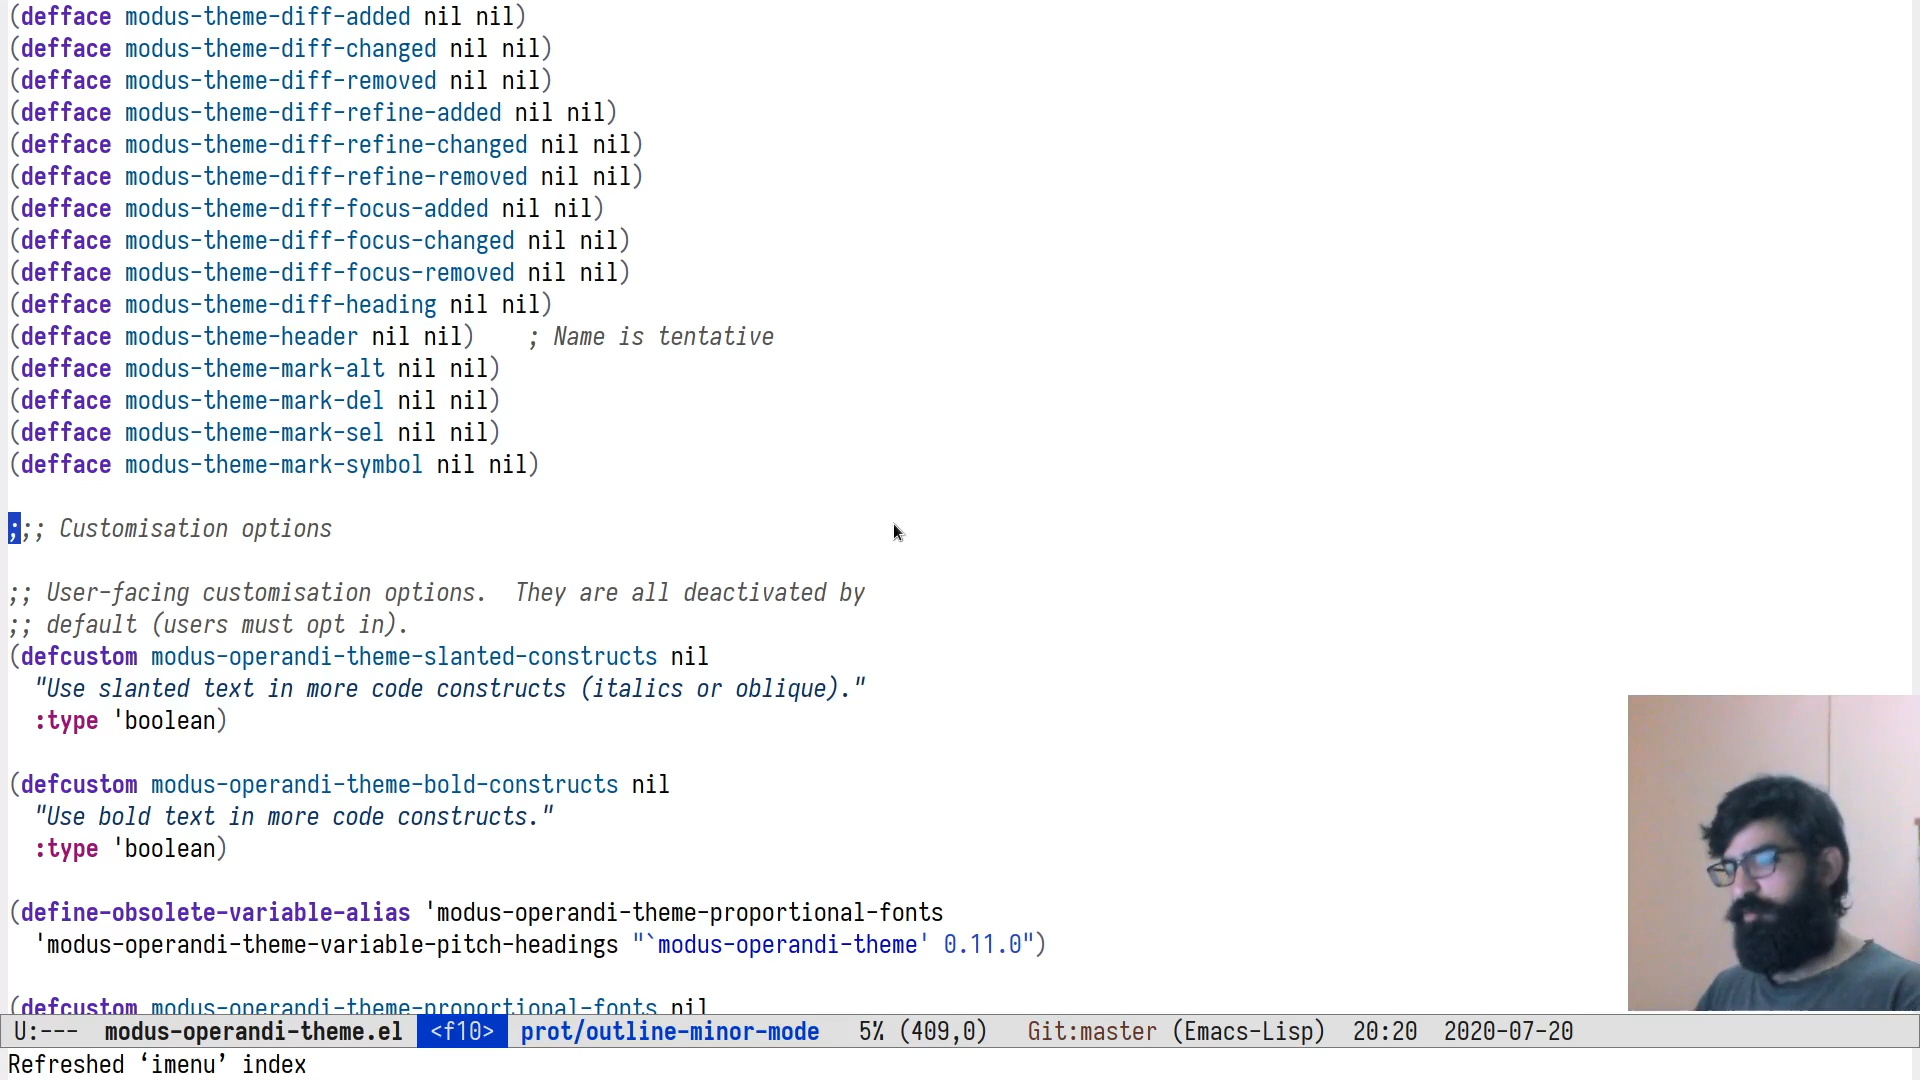 (defface modus-theme-diff-added nil nil)
(defface modus-theme-diff-changed nil nil)
(defface modus-theme-diff-removed nil nil)
(defface modus-theme-diff-refine-added nil nil)
(defface modus-theme-diff-refine-changed nil nil)
(defface modus-theme-diff-refine-removed nil nil)
(defface modus-theme-diff-focus-added nil nil)
(defface modus-theme-diff-focus-changed nil nil)
(defface modus-theme-diff-focus-removed nil nil)
(defface modus-theme-diff-heading nil nil)
(defface modus-theme-header nil nil)    ; Name is tentative
(defface modus-theme-mark-alt nil nil)
(defface modus-theme-mark-del nil nil)
(defface modus-theme-mark-sel nil nil)
(defface modus-theme-mark-symbol nil nil)
;;; Customisation options
;; User-facing customisation options.  They are all deactivated by
;; default (users must opt in).
(defcustom modus-operandi-theme-slanted-constructs nil
  "Use slanted text in more code constructs (italics or oblique)."
  :type 'boolean)
(defcustom modus-operandi-theme-bold-constructs nil
  "Use bold text in more code constructs."
  :type 'boolean)
(define-obsolete-variable-alias 'modus-operandi-theme-proportional-fonts
  'modus-operandi-theme-variable-pitch-headings "`modus-operandi-theme' 0.11.0")
(defcustom modus-operandi-theme-proportional-fonts nil
U:---  modus-operandi-theme.el <f10> prot/outline-minor-mode   5% (409,0)   Git:master (Emacs-Lisp)  20:20  2020-07-20
Refreshed ‘imenu’ index